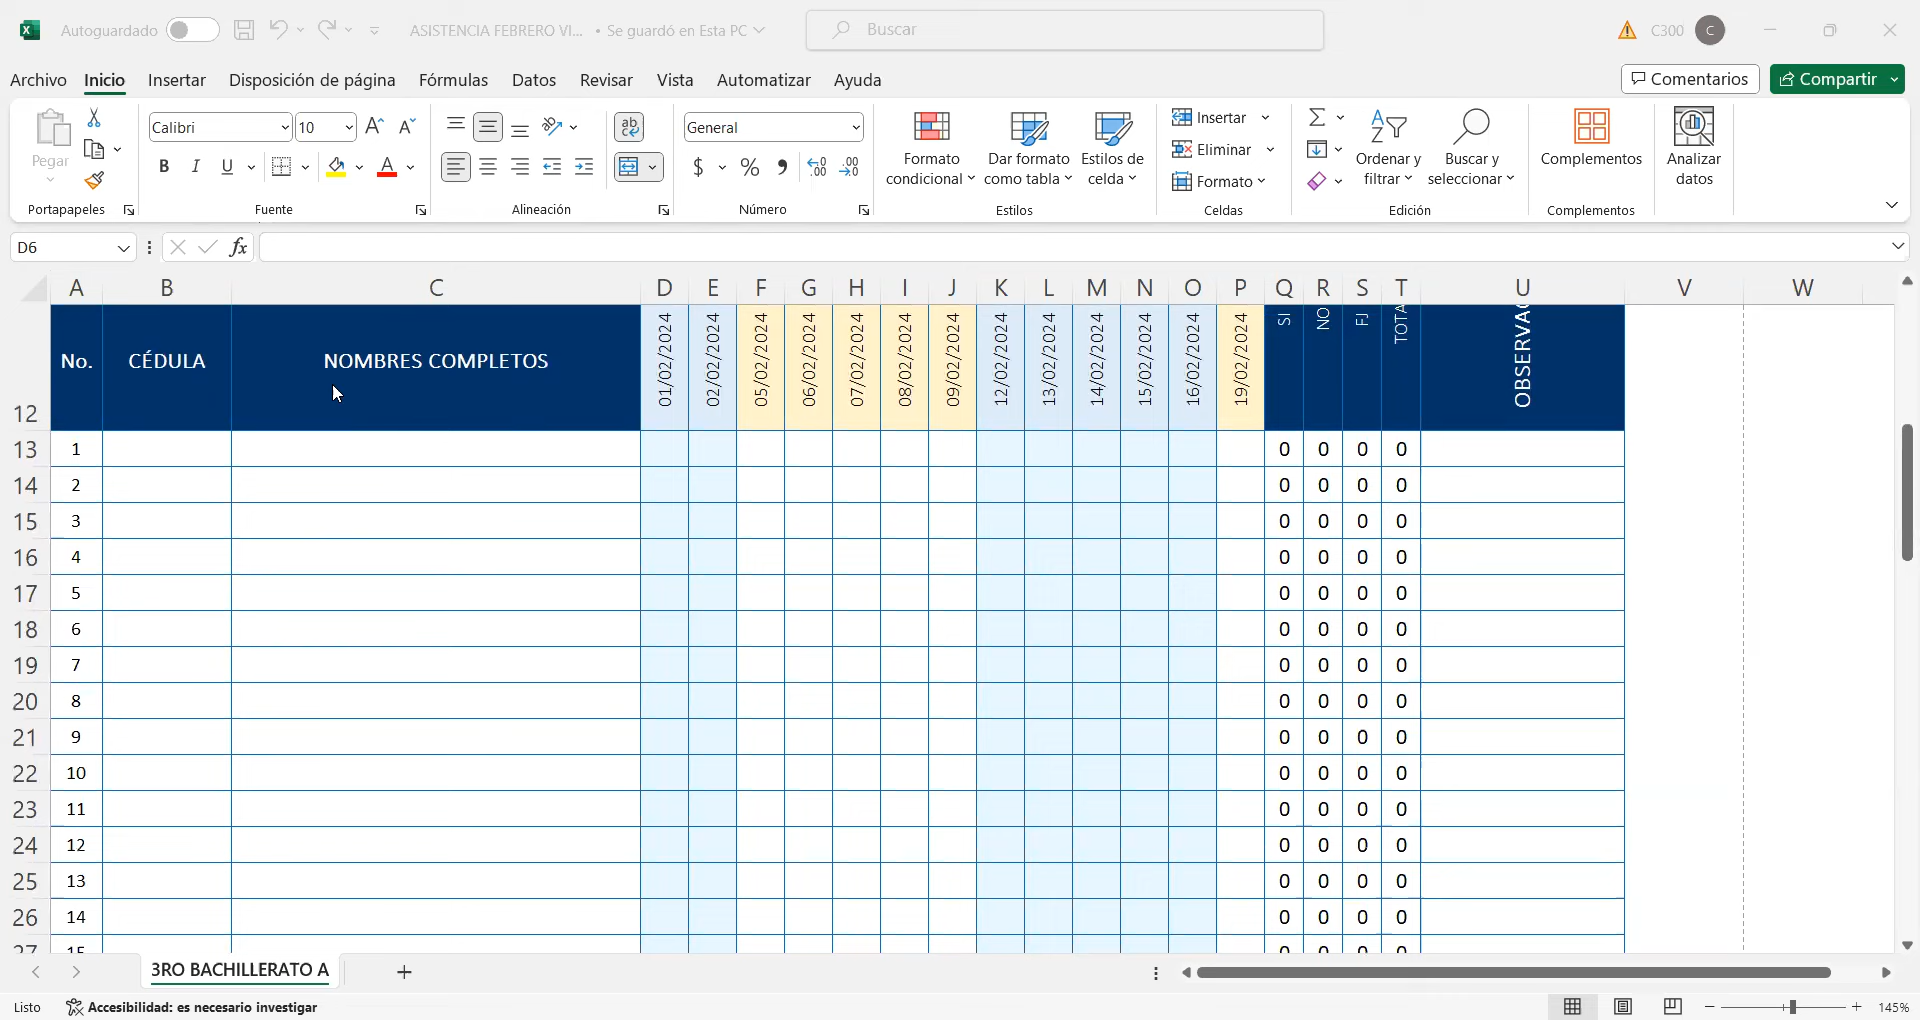 Autoguardado
ASISTENCIA FEBRERO VI... • Se guardó en Esta PC
Buscar
C300
C
Archivo Inicio Insertar Disposición de página Fórmulas Datos Revisar Vista Automatizar Ayuda
Comentarios Compartir
Pegar
Portapapeles
Calibri 10
N K S
Fuente
ab
Alineación
General
$ % 000
Número
Formato condicional
Dar formato como tabla
Estilos de celda
Estilos
Insertar
Eliminar
Formato
Celdas
Ordenar y filtrar
Buscar y seleccionar
Edición
Complementos
Complementos
Analizar datos
D6 fx
A B C D E F G H I J K L M N O P Q R S T U V W
12 No. CÉDULA NOMBRES COMPLETOS 01/02/2024 02/02/2024 05/02/2024 06/02/2024 07/02/2024 08/02/2024 09/02/2024 12/02/2024 13/02/2024 14/02/2024 15/02/2024 16/02/2024 19/02/2024 SI NO FJ TOTA OBSERVAC
13 1 0 0 0 0
14 2 0 0 0 0
15 3 0 0 0 0
16 4 0 0 0 0
17 5 0 0 0 0
18 6 0 0 0 0
19 7 0 0 0 0
20 8 0 0 0 0
21 9 0 0 0 0
22 10 0 0 0 0
23 11 0 0 0 0
24 12 0 0 0 0
25 13 0 0 0 0
26 14 0 0 0 0
27 15 0 0 0 0
3RO BACHILLERATO A
Listo Accesibilidad: es necesario investigar 145%